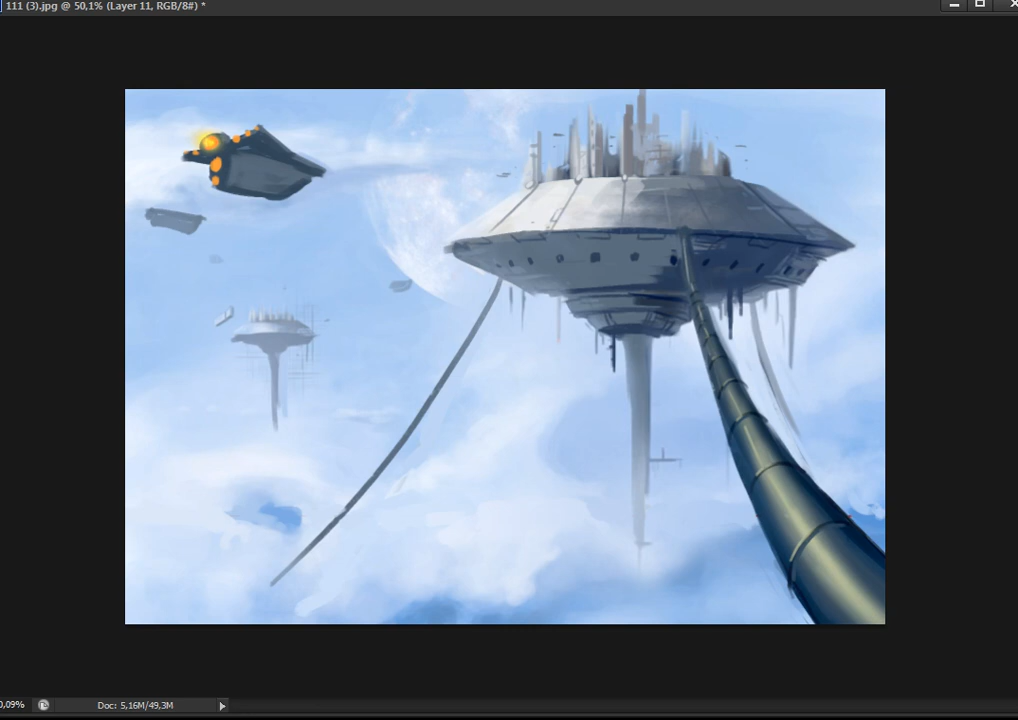 111 (3).jpg @ 50,1% (Layer 11, RGB/8#) *
0,09% Doc: 5,16M/49,3M